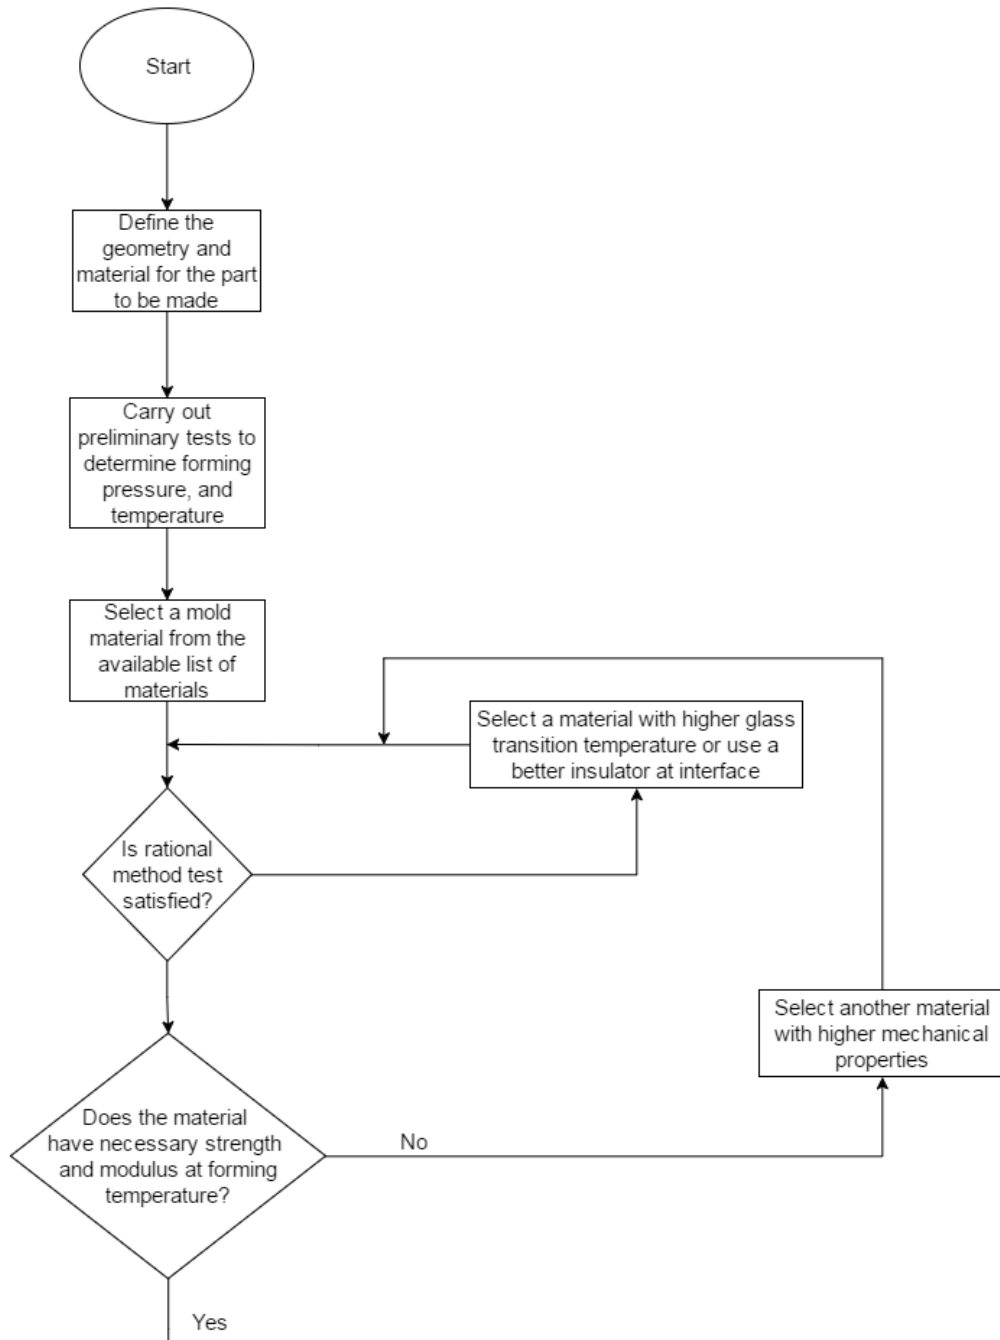 Start
Define the
geometry and
material for the part
to be made
Carry out
preliminary tests to
determine forming
pressure, and
temperature
Select a mold
material from the
available list of
materials
Select a material with higher glass
transition temperature or use a
better insulator at interface
Is rational
method test
satisfied?
Select another material
with higher mechanical
properties
Does the material
have necessary strength
and modulus at forming
temperature?
No
Yes